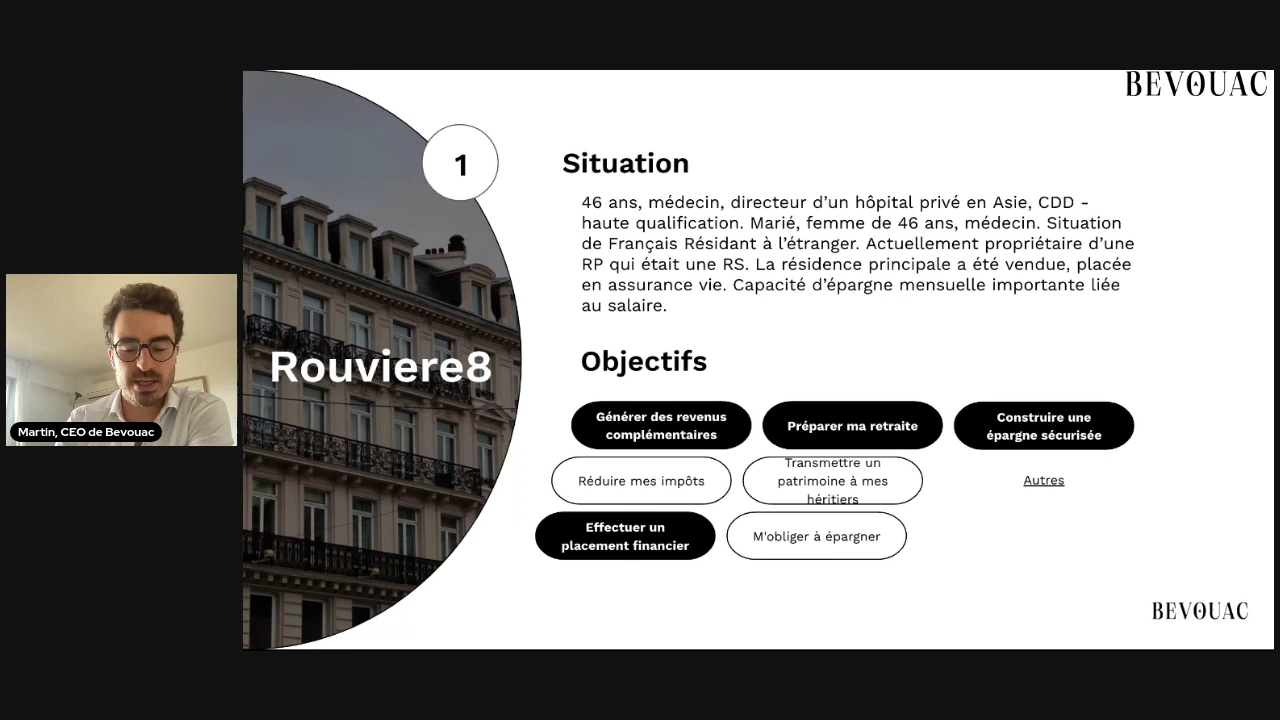 BEVOUAC
1
Situation
46 ans, médecin, directeur d’un hôpital privé en Asie, CDD -
haute qualification. Marié, femme de 46 ans, médecin. Situation
de Français Résidant à l’étranger. Actuellement propriétaire d’une
RP qui était une RS. La résidence principale a été vendue, placée
en assurance vie. Capacité d’épargne mensuelle importante liée
au salaire.
Rouviere8
Objectifs
Générer des revenus
complémentaires
Préparer ma retraite
Construire une
épargne sécurisée
Réduire mes impôts
Transmettre un
patrimoine à mes
héritiers
Autres
Effectuer un
placement financier
M'obliger à épargner
Martin, CEO de Bevouac
BEVOUAC